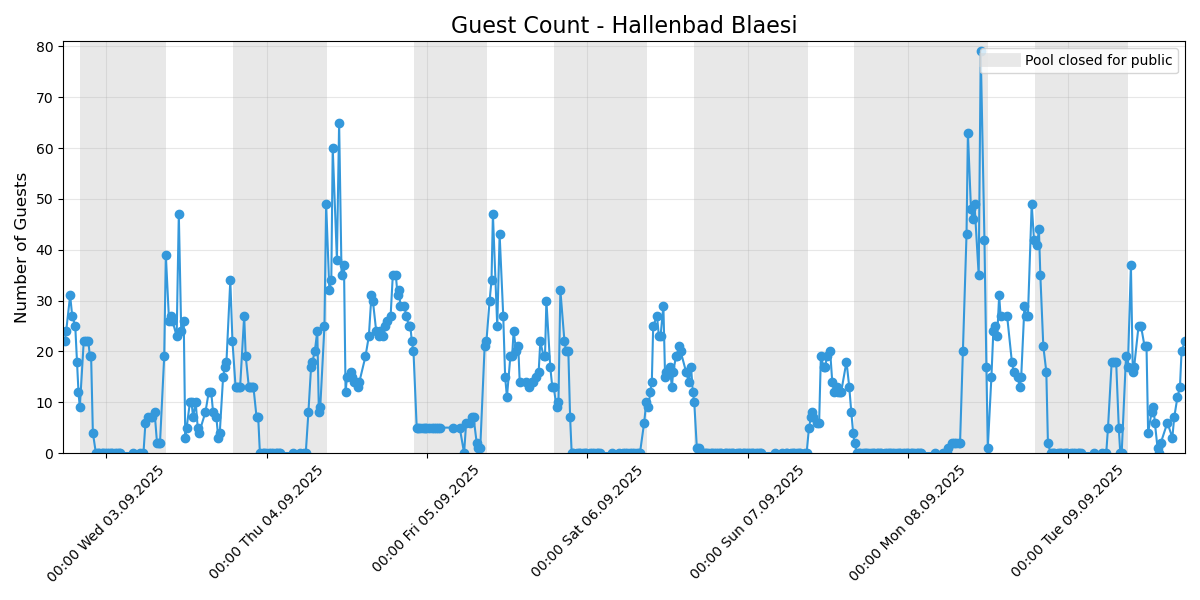 Guest Count - Hallenbad Blaesi
Pool closed for public
Number of Guests
80
70
60
50
40
30
20
10
0
00:00 Wed 03.09.2025
00:00 Thu 04.09.2025
00:00 Fri 05.09.2025
00:00 Sat 06.09.2025
00:00 Sun 07.09.2025
00:00 Mon 08.09.2025
00:00 Tue 09.09.2025